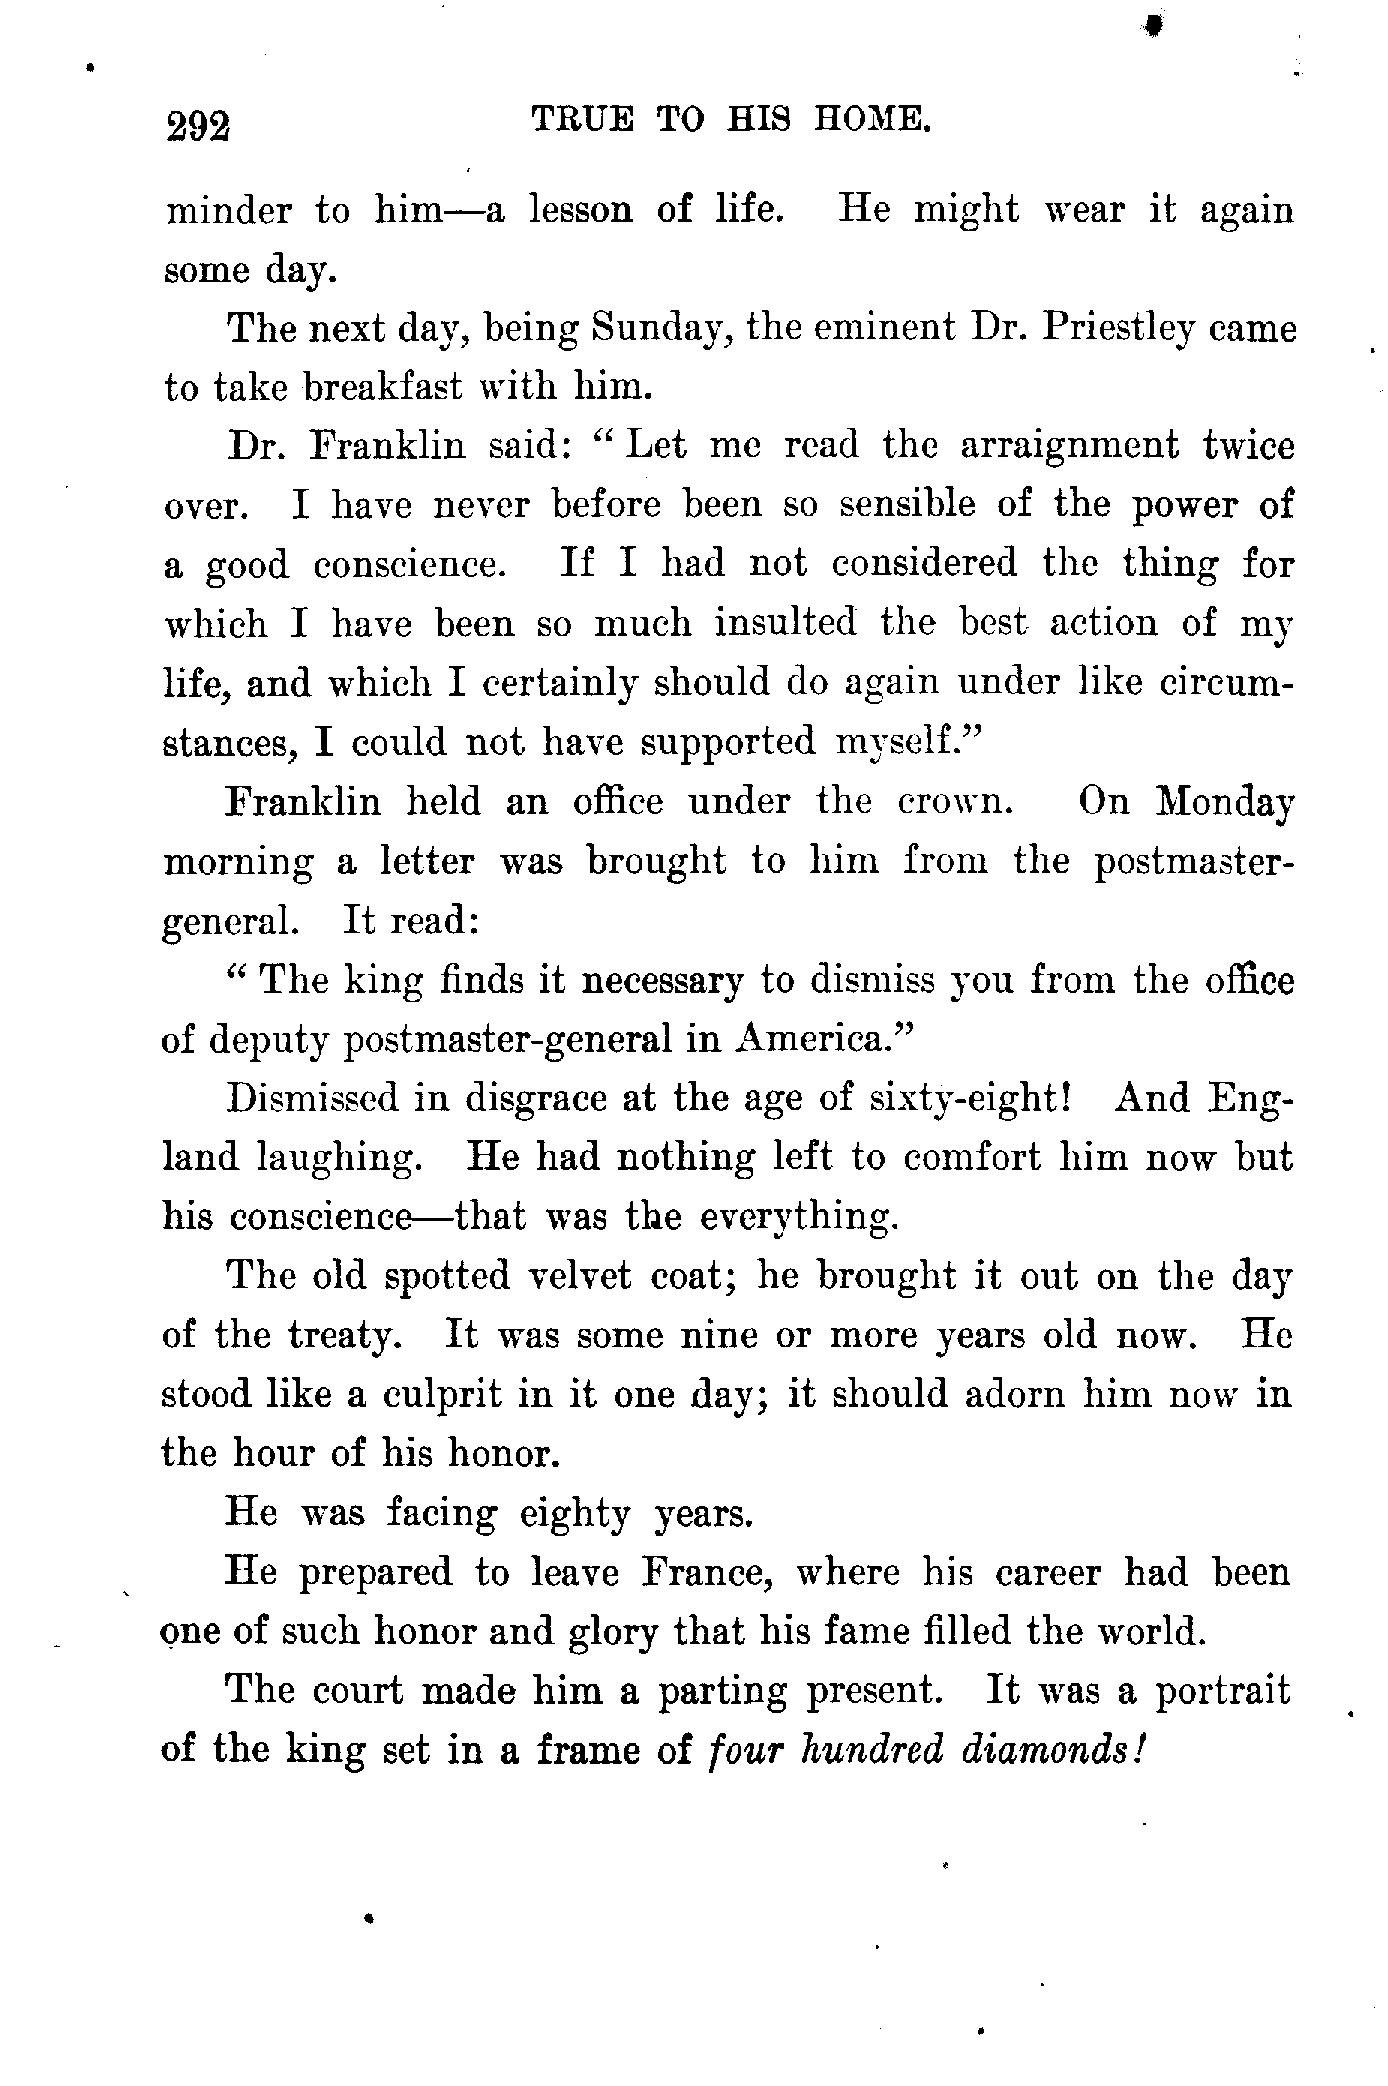 292 TRUE TO HIS HOME.
minder to him—a lesson of life. He might wear it again
some day.
The next day, being Sunday, the eminent Dr. Priestley came
to take breakfast with him.
Dr. Franklin said: “ Let me read the arraignment twice
over. I have never before been so sensible of the power of
a good conscience. If I had not considered the thing for
which I have been so much insulted the best action of my
life, and which I certainly should do again under like circum-
stances, I could not have supported myself.”
Franklin held an office under the crown. On Monday
morning a letter was brought to him from the postmaster-
general. It read:
“ The king finds it necessary to dismiss you from the office
of deputy postmaster-general in America.”
Dismissed in disgrace at the age of sixty-eight! And Eng-
land laughing. He had nothing left to comfort him now but
his conscience—that was the everything.
The old spotted velvet coat; he brought it out on the day
of the treaty. It was some nine or more years old now. He
stood like a culprit in it one day; it should adorn him now in
the hour of his honor.
He was facing eighty years.
He prepared to leave France, where his career had been
one of such honor and glory that his fame filled the world.
The court made him a parting present. It was a portrait
of the king set in a frame of four hundred diamonds!